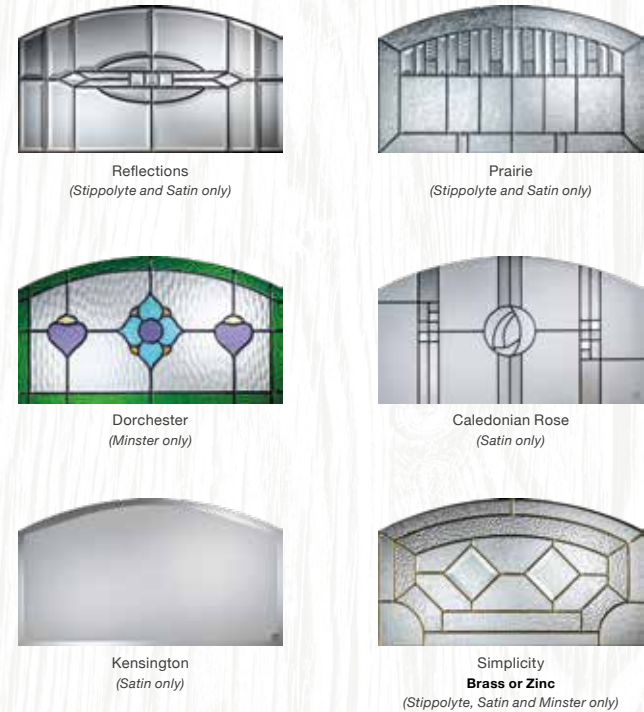 Reflections
(Stippolyte and Satin only)
Prairie
(Stippolyte and Satin only)
Dorchester
(Minster only)
Caledonian Rose
(Satin only)
Kensington
(Satin only)
Simplicity
Brass or Zinc
(Stippolyte, Satin and Minster only)